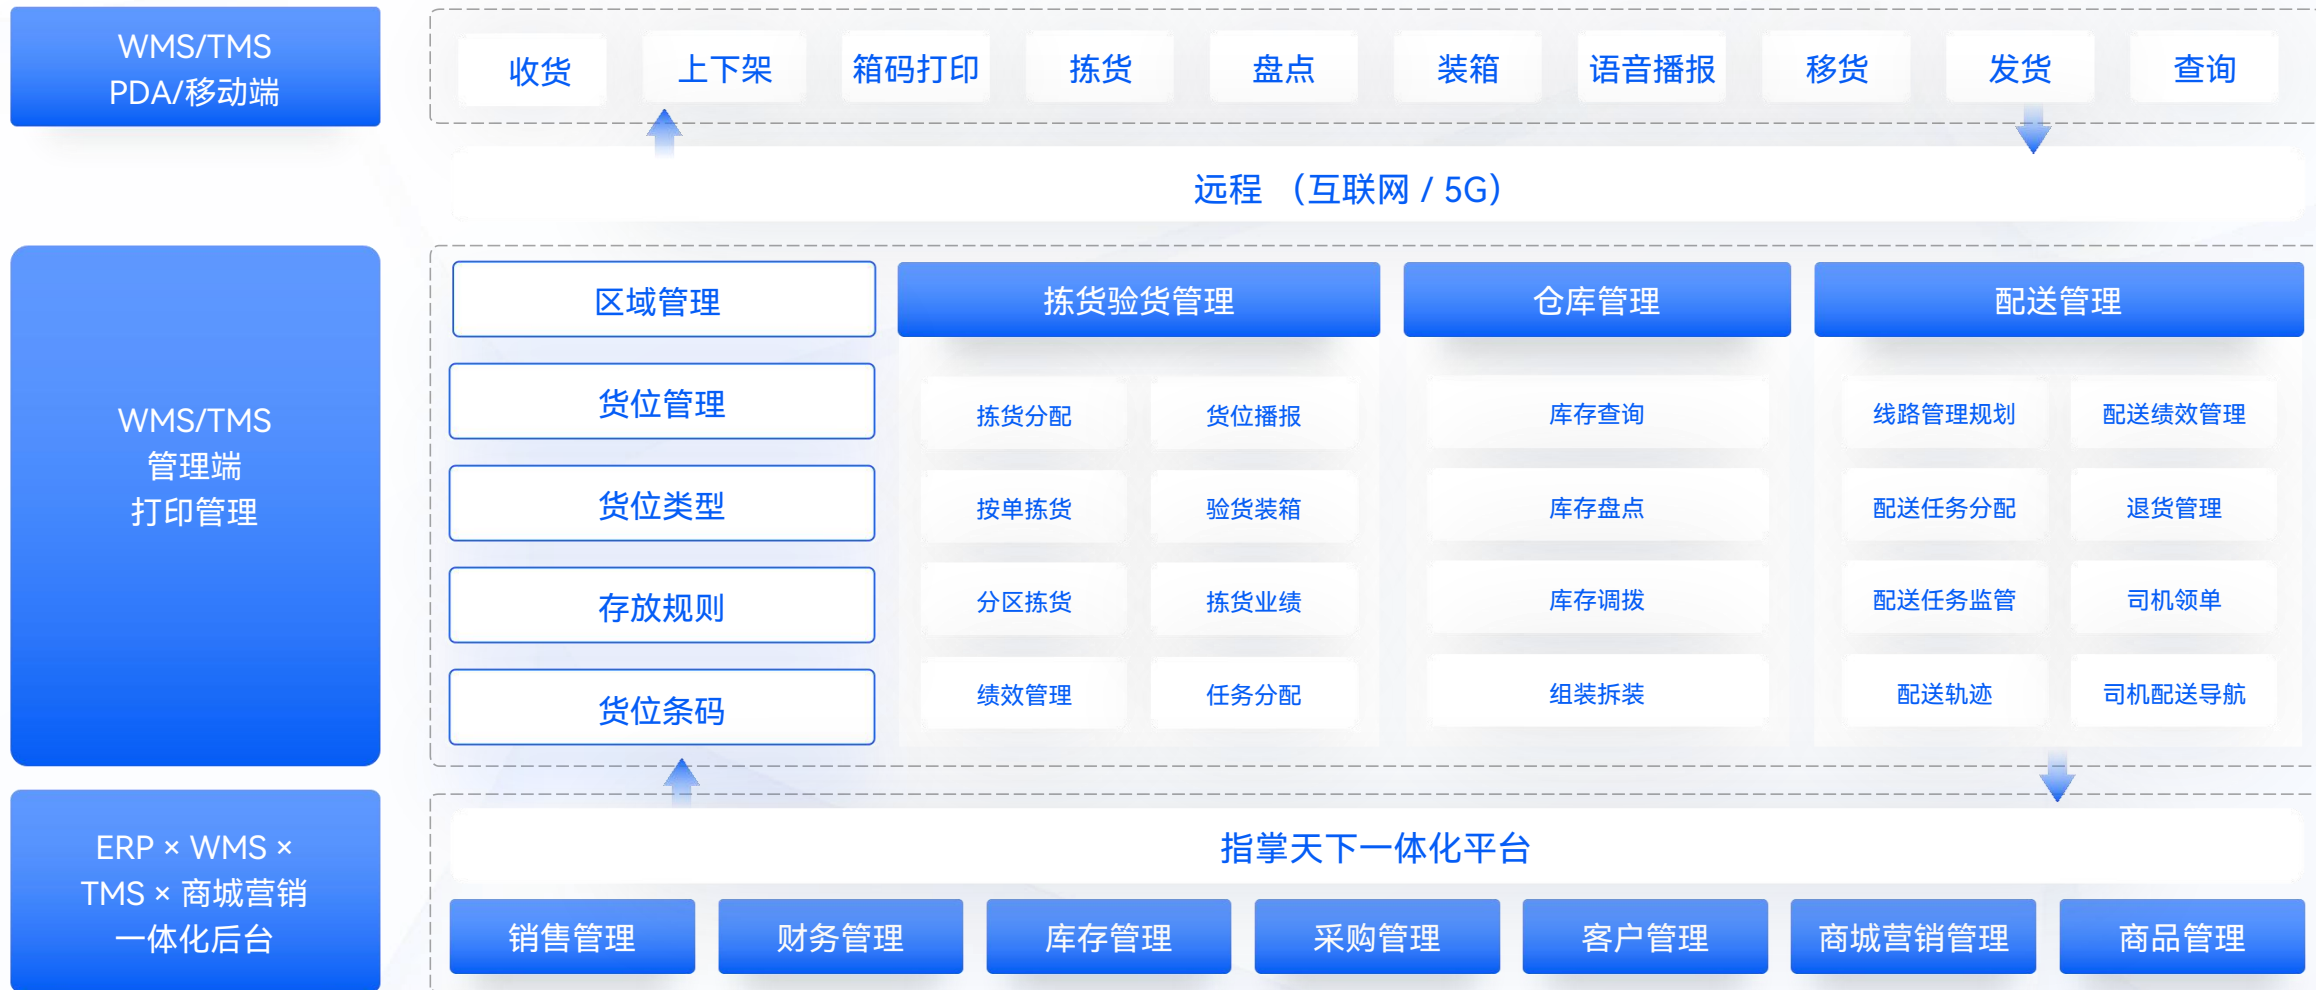 WMS/TMS
PDA/移动端
收货
上下架
箱码打印
拣货
盘点
装箱
语音播报
移货
发货
查询
远程 （互联网 / 5G）
WMS/TMS
管理端
打印管理
区域管理
货位管理
货位类型
存放规则
货位条码
拣货验货管理
拣货分配
货位播报
按单拣货
验货装箱
分区拣货
拣货业绩
绩效管理
任务分配
仓库管理
库存查询
库存盘点
库存调拨
组装拆装
配送管理
线路管理规划
配送绩效管理
配送任务分配
退货管理
配送任务监管
司机领单
配送轨迹
司机配送导航
ERP × WMS ×
TMS × 商城营销
一体化后台
指掌天下一体化平台
销售管理
财务管理
库存管理
采购管理
客户管理
商城营销管理
商品管理